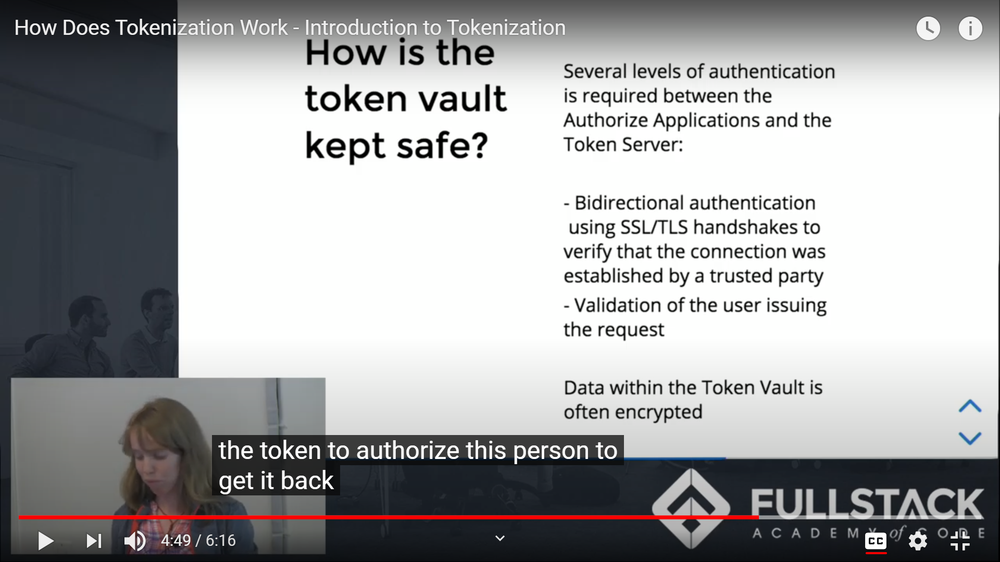 How Does Tokenization Work - Introduction to Tokenization
How is the
token vault
kept safe?
Several levels of authentication
is required between the
Authorize Applications and the
Token Server:
- Bidirectional authentication
using SSL/TLS handshakes to
verify that the connection was
established by a trusted party
- Validation of the user issuing
the request
Data within the Token Vault is
often encrypted
the token to authorize this person to
get it back
FULLSTACK
ACADEMY of CODE
4:49 / 6:16
CC